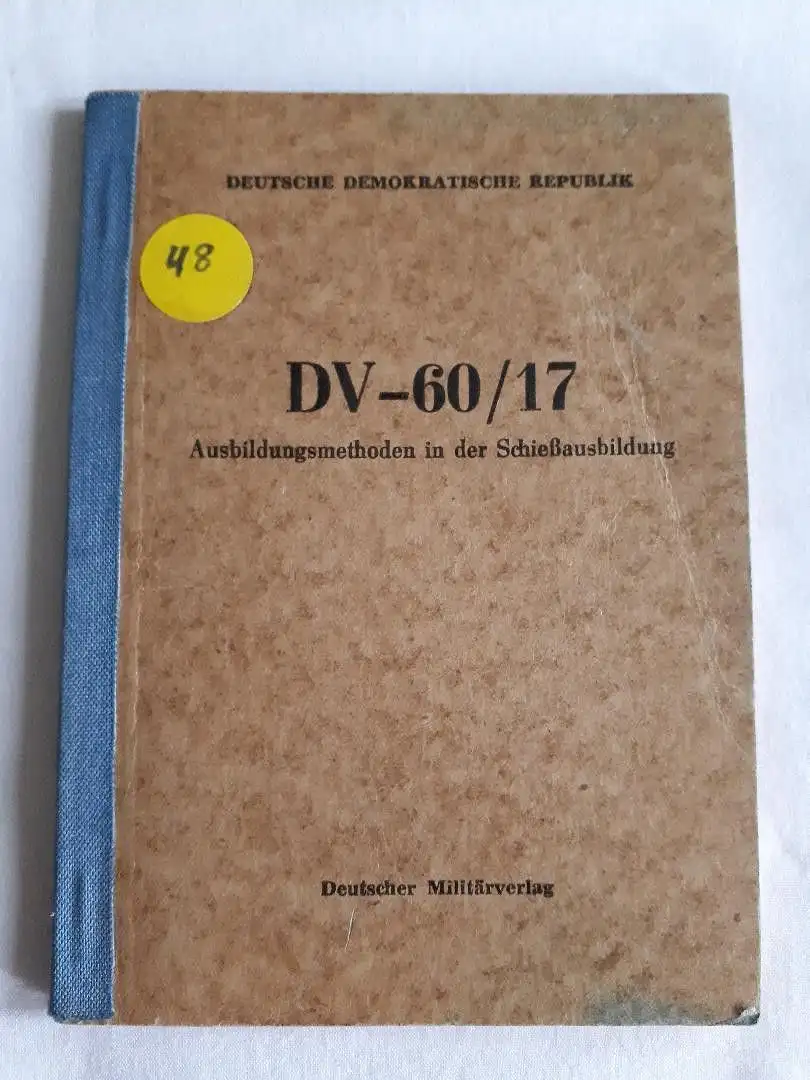 DEUTSCHE DEMOKRATISCHE REPUBLIK
48
DV-60/17
Ausbildungsmethoden in der Schießausbildung
Deutscher Militärverlag